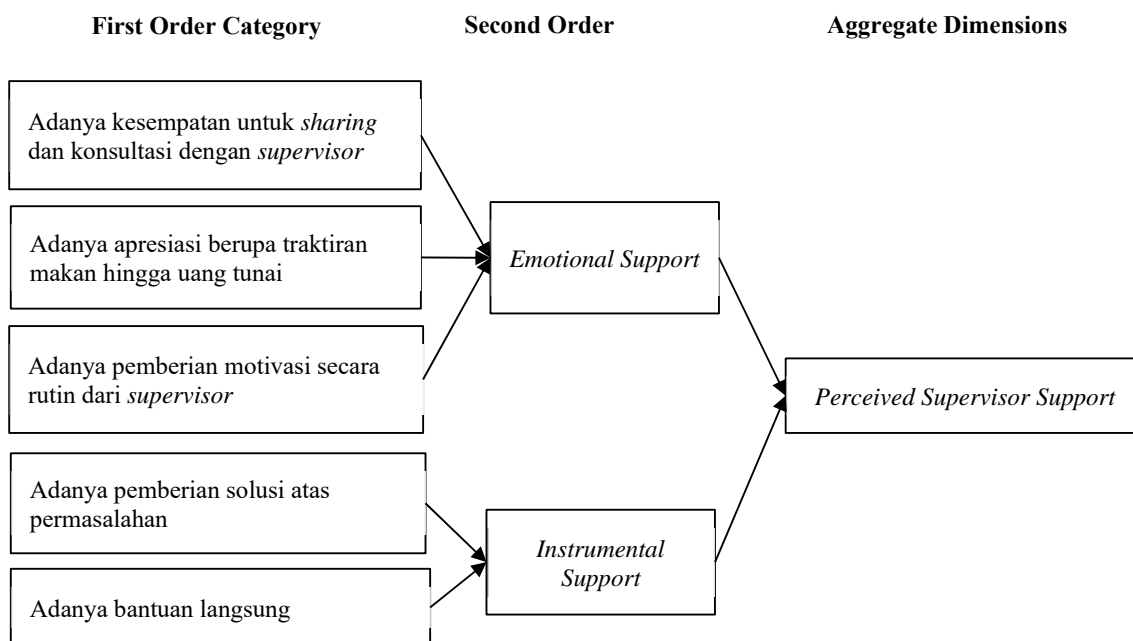 First Order Category
Second Order
Aggregate Dimensions
Adanya kesempatan untuk sharing
dan konsultasi dengan supervisor
Adanya apresiasi berupa traktiran
makan hingga uang tunai
Emotional Support
Adanya pemberian motivasi secara
rutin dari supervisor
Perceived Supervisor Support
Adanya pemberian solusi atas
permasalahan
Instrumental
Support
Adanya bantuan langsung